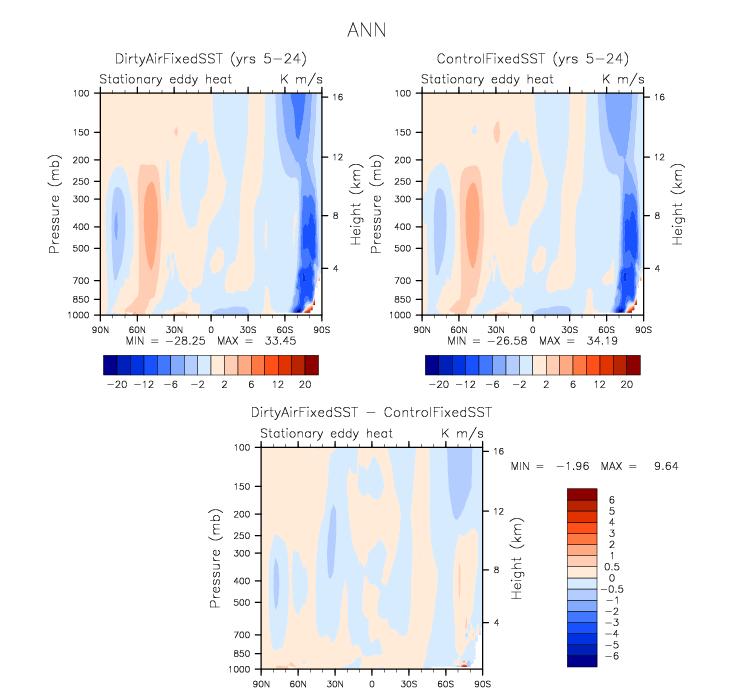 ANN
DirtyAirFixedSST (yrs 5-24)
Stationary eddy heat K m/s
Pressure (mb)
100
150
200
250
300
400
500
700
850
1000
16
12
8
4
Height (km)
90N 60N 30N 0 30S 60S 90S
MIN = -28.25 MAX = 33.45
-20 -12 -6 -2 2 6 12 20
ControlFixedSST (yrs 5-24)
Stationary eddy heat K m/s
Pressure (mb)
100
150
200
250
300
400
500
700
850
1000
16
12
8
4
Height (km)
90N 60N 30N 0 30S 60S 90S
MIN = -26.58 MAX = 34.19
-20 -12 -6 -2 2 6 12 20
DirtyAirFixedSST - ControlFixedSST
Stationary eddy heat K m/s
Pressure (mb)
100
150
200
250
300
400
500
700
850
1000
16
12
8
4
Height (km)
90N 60N 30N 0 30S 60S 90S
MIN = -1.96 MAX = 9.64
6
5
4
3
2
1
0.5
0
-0.5
-1
-2
-3
-4
-5
-6